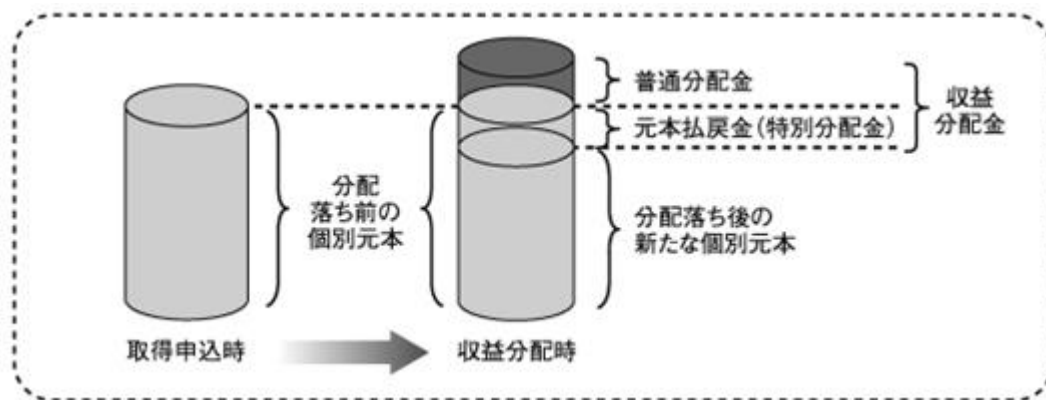 普通分配金
元本払戻金(特別分配金)
収益
分配金
分配
落ち前の
個別元本
分配落ち後の
新たな個別元本
取得申込時
収益分配時